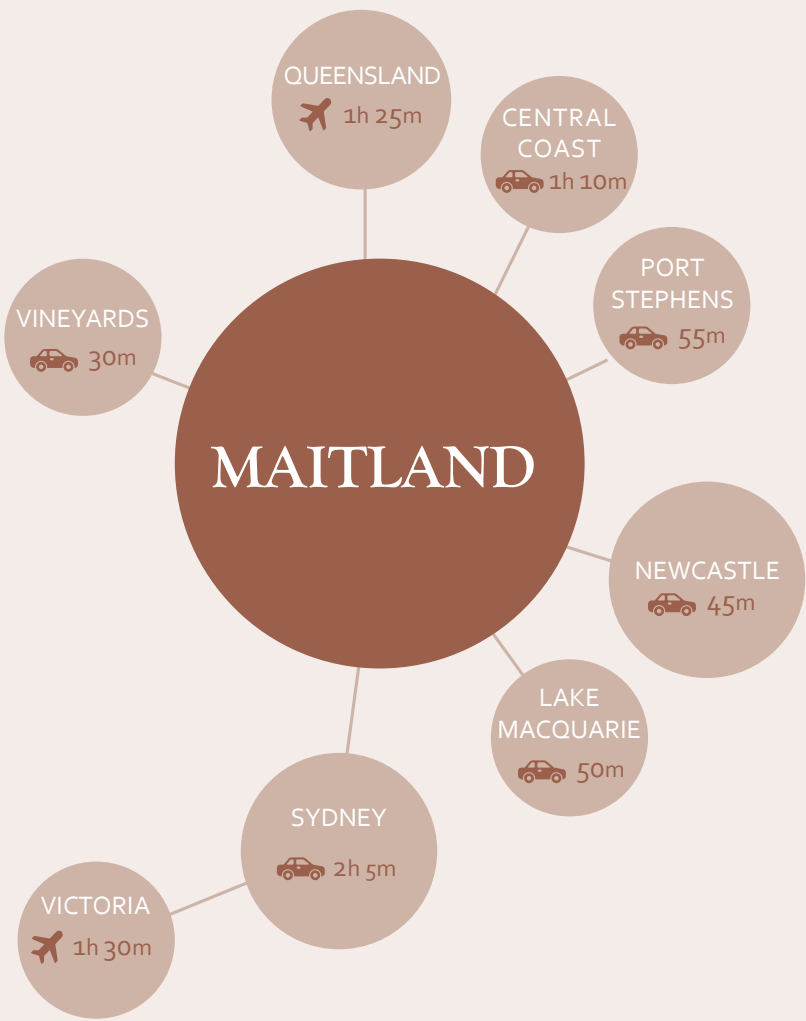 QUEENSLAND
1h 25m
CENTRAL
COAST
1h 10m
PORT
STEPHENS
55m
VINEYARDS
30m
MAITLAND
NEWCASTLE
45m
LAKE
MACQUARIE
50m
SYDNEY
2h 5m
VICTORIA
1h 30m